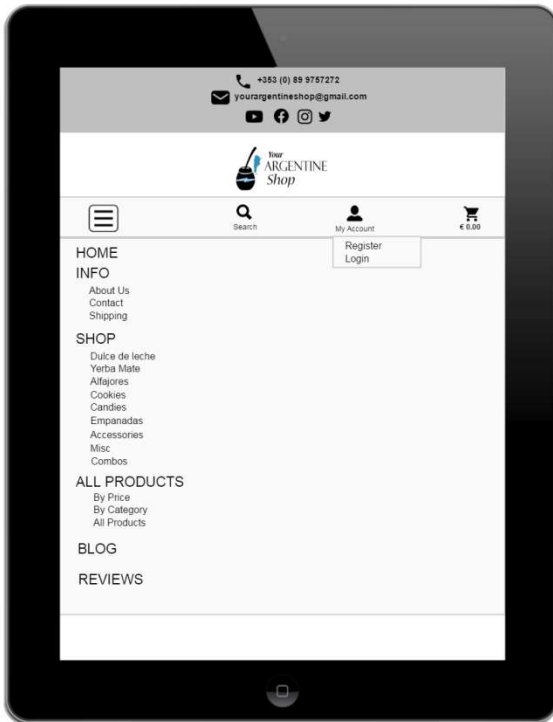 +353 (0) 89 9757272
yourargentineshop@gmail.com
Your
ARGENTINE
Shop
Search
My Account
€ 0.00
Register
Login
HOME
INFO
About Us
Contact
Shipping
SHOP
Dulce de leche
Yerba Mate
Alfajores
Cookies
Candies
Empanadas
Accessories
Misc
Combos
ALL PRODUCTS
By Price
By Category
All Products
BLOG
REVIEWS